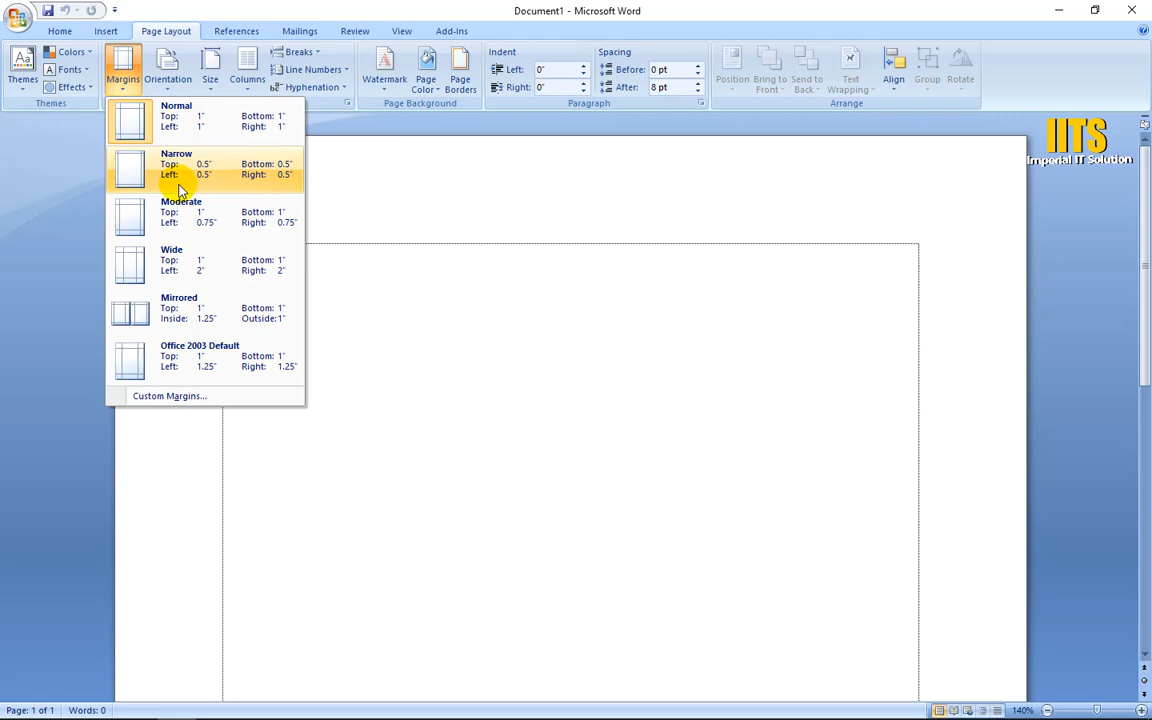 Document1 - Microsoft Word
Home Insert Page Layout References Mailings Review View Add-Ins
Themes
Colors
Fonts
Effects
Themes
Margins
Orientation
Size
Columns
Breaks
Line Numbers
Hyphenation
Watermark
Page Color
Page Borders
Page Background
Indent
Left: 0"
Right: 0"
Spacing
Before: 0 pt
After: 8 pt
Paragraph
Position
Bring to Front
Send to Back
Text Wrapping
Align
Group
Rotate
Arrange
Normal
Top: 1" Bottom: 1"
Left: 1" Right: 1"
Narrow
Top: 0.5" Bottom: 0.5"
Left: 0.5" Right: 0.5"
Moderate
Top: 1" Bottom: 1"
Left: 0.75" Right: 0.75"
Wide
Top: 1" Bottom: 1"
Left: 2" Right: 2"
Mirrored
Top: 1" Bottom: 1"
Inside: 1.25" Outside: 1"
Office 2003 Default
Top: 1" Bottom: 1"
Left: 1.25" Right: 1.25"
Custom Margins...
IITS
Imperial IT Solution
Page: 1 of 1 Words: 0 140%